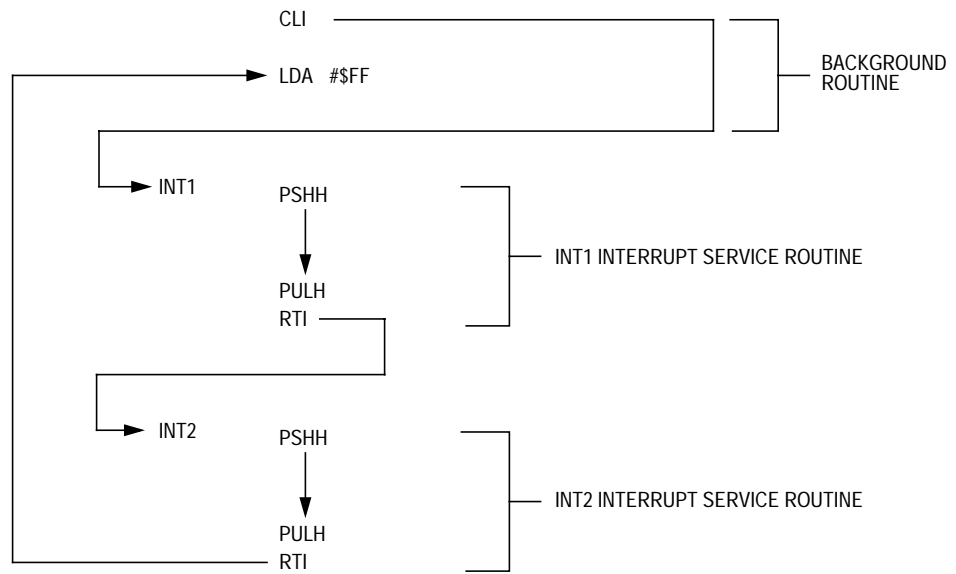 CLI
LDA #$FF
BACKGROUND
ROUTINE
INT1
PSHH
INT1 INTERRUPT SERVICE ROUTINE
PULH
RTI
INT2
PSHH
INT2 INTERRUPT SERVICE ROUTINE
PULH
RTI